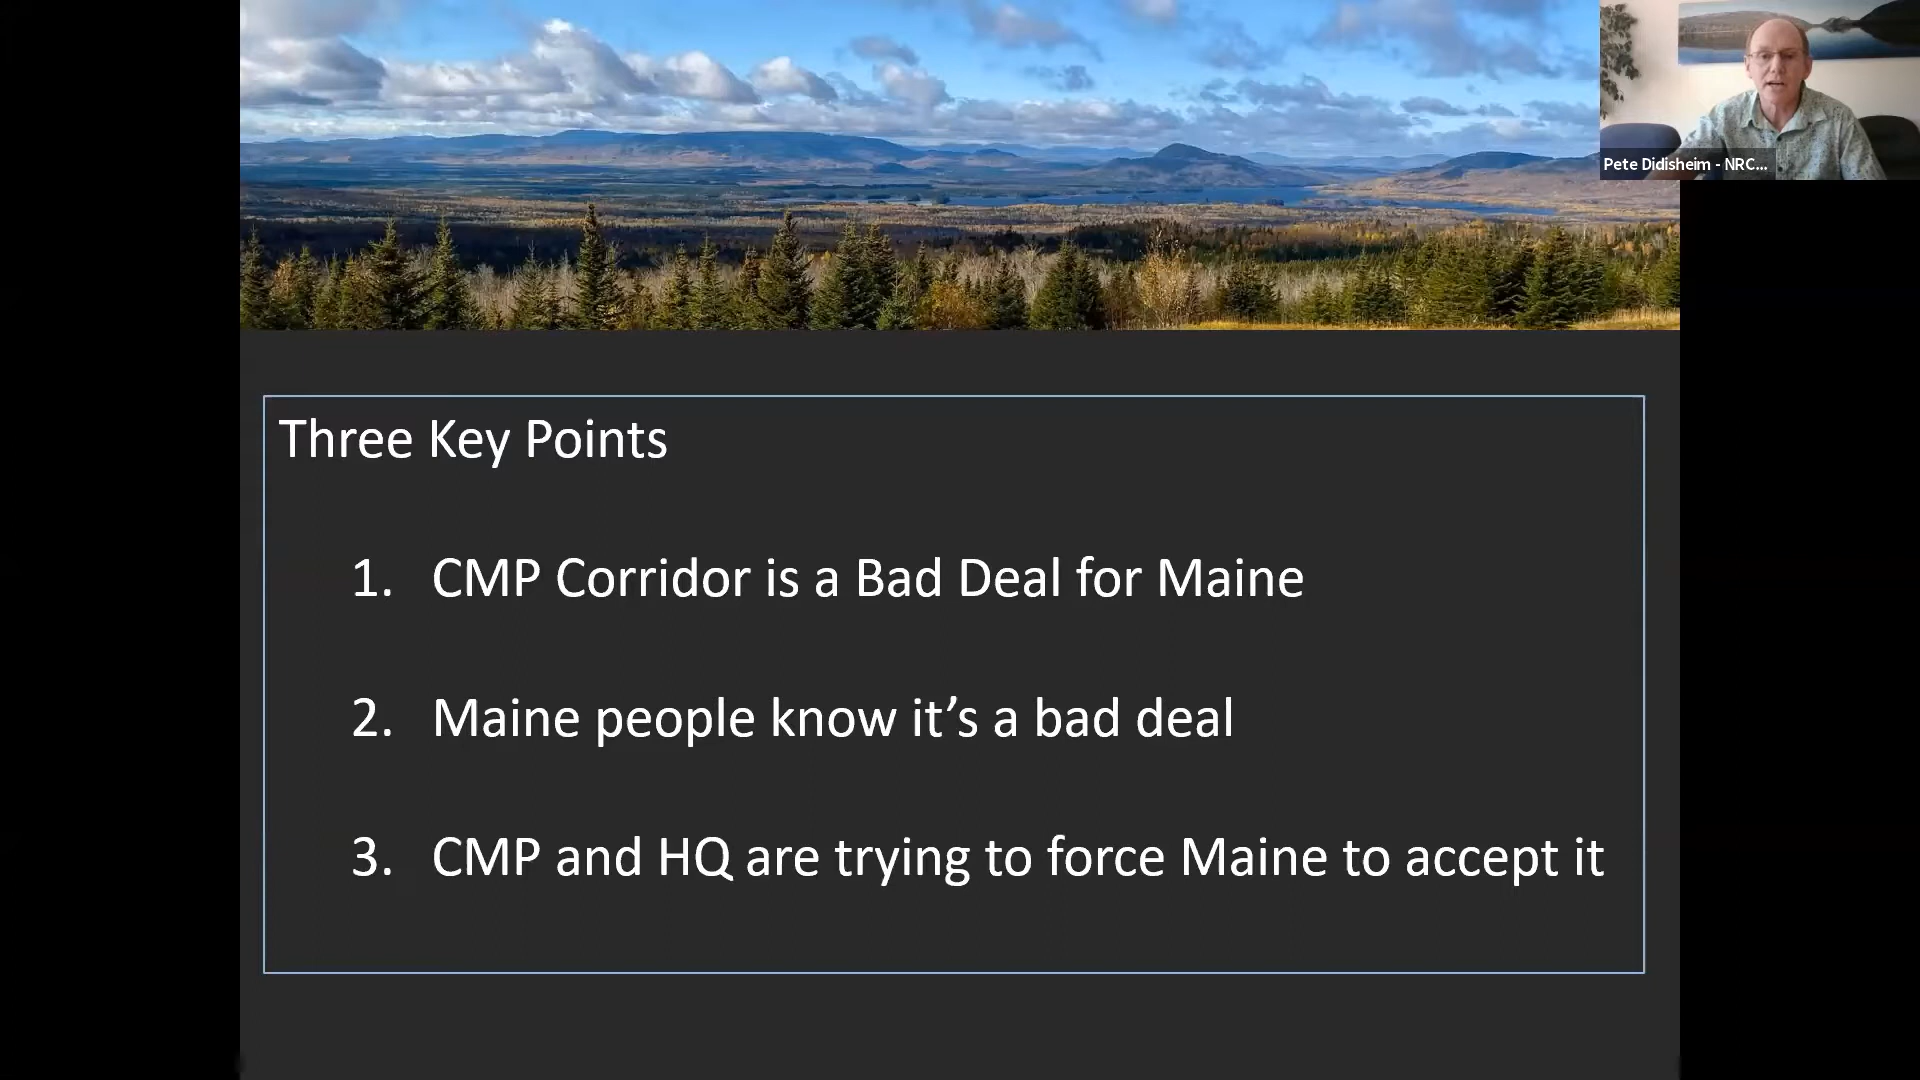 Pete Didisheim - NRC...
Three Key Points
1. CMP Corridor is a Bad Deal for Maine
2. Maine people know it’s a bad deal
3. CMP and HQ are trying to force Maine to accept it